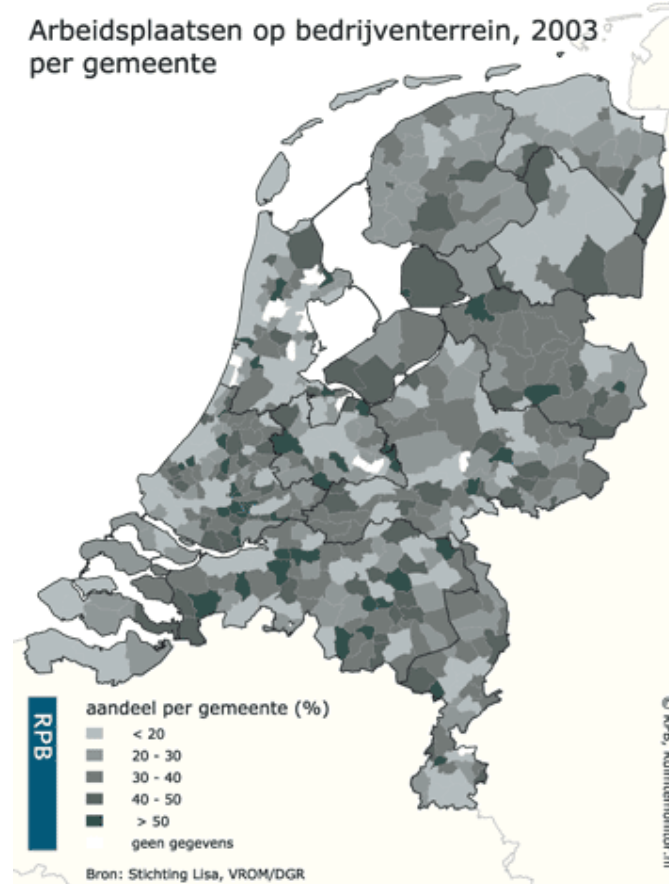 Arbeidsplaatsen op bedrijventerrein, 2003
per gemeente
RPB
aandeel per gemeente (%)
< 20
20 - 30
30 - 40
40 - 50
> 50
geen gegevens
Bron: Stichting Lisa, VROM/DGR
© RPB,